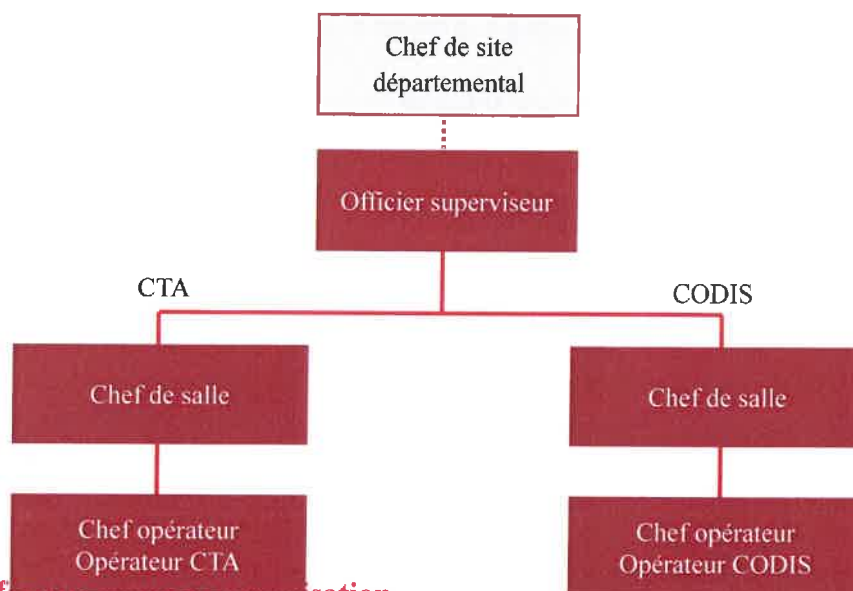 Chef de site
départemental
Officier superviseur
CTA
CODIS
Chef de salle
Chef de salle
Chef opérateur
Opérateur CTA
Chef opérateur
Opérateur CODIS